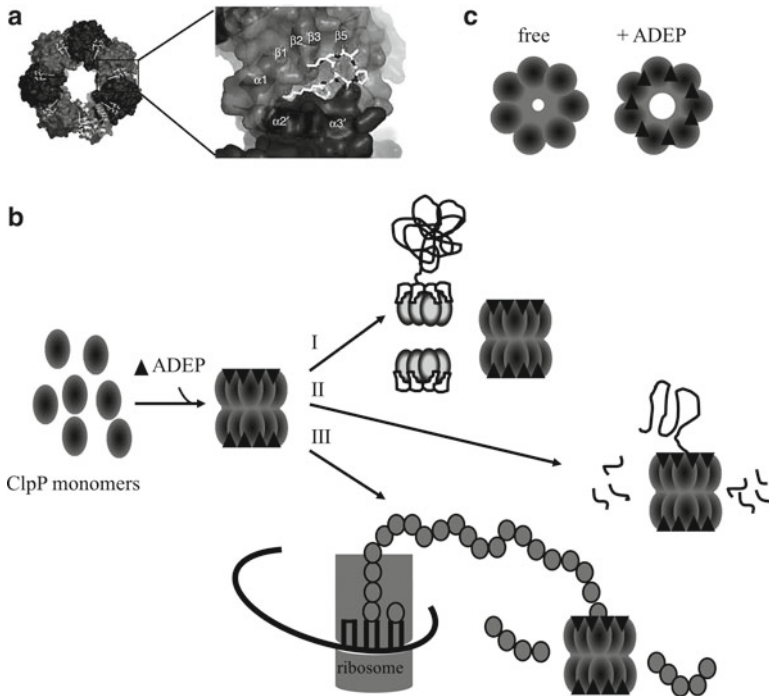 a
β1
β2
β3
β5
α1
α2'
α3'
c
free
+ ADEP
b
ADEP
ClpP monomers
I
II
III
ribosome